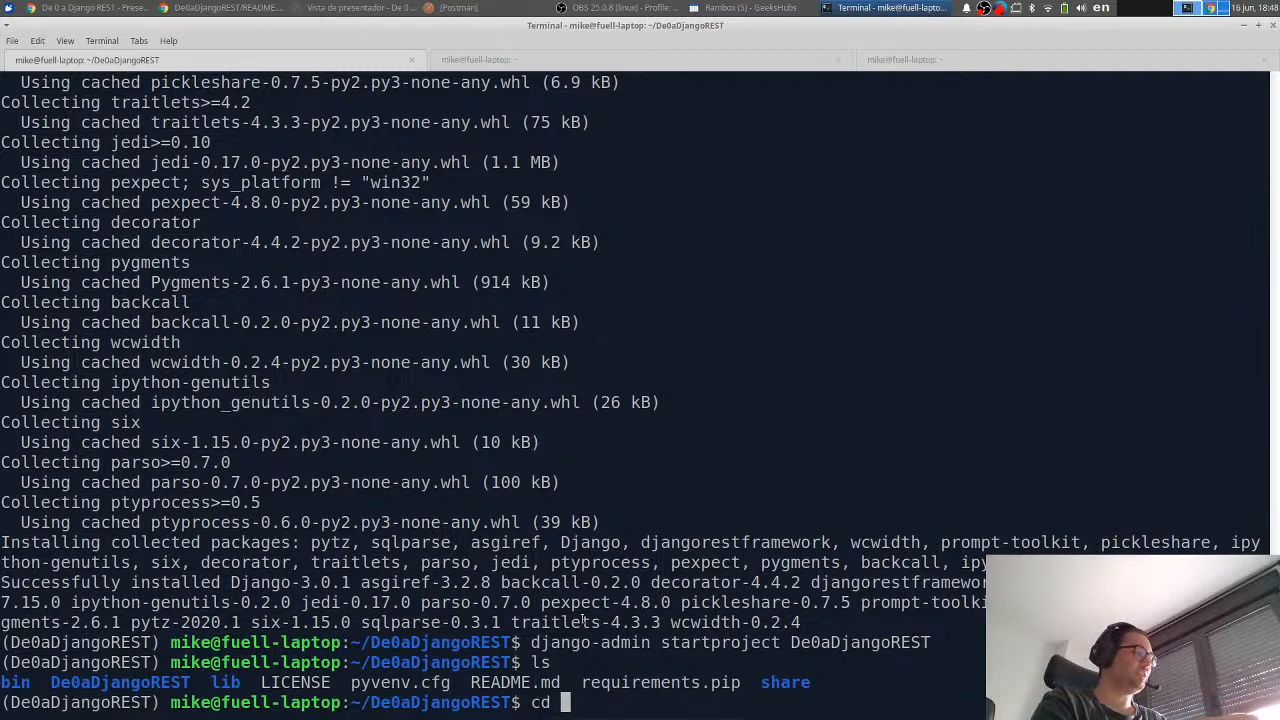 De 0 a Django REST - Prese...
DeOaDjangoREST/README....
Vista de presentador - De 0 ...
[Postman]
OBS 25.0.8 (linux) - Profile: ...
Rambox (5) - GeeksHubs
Terminal - mike@fuell-lapto...
en
16 jun, 18:48
Terminal - mike@fuell-laptop: ~/De0aDjangoREST
File Edit View Terminal Tabs Help
mike@fuell-laptop: ~/De0aDjangoREST
mike@fuell-laptop: ~
mike@fuell-laptop: ~
Using cached pickleshare-0.7.5-py2.py3-none-any.whl (6.9 kB)
Collecting traitlets>=4.2
Using cached traitlets-4.3.3-py2.py3-none-any.whl (75 kB)
Collecting jedi>=0.10
Using cached jedi-0.17.0-py2.py3-none-any.whl (1.1 MB)
Collecting pexpect; sys_platform != "win32"
Using cached pexpect-4.8.0-py2.py3-none-any.whl (59 kB)
Collecting decorator
Using cached decorator-4.4.2-py2.py3-none-any.whl (9.2 kB)
Collecting pygments
Using cached Pygments-2.6.1-py3-none-any.whl (914 kB)
Collecting backcall
Using cached backcall-0.2.0-py2.py3-none-any.whl (11 kB)
Collecting wcwidth
Using cached wcwidth-0.2.4-py2.py3-none-any.whl (30 kB)
Collecting ipython-genutils
Using cached ipython_genutils-0.2.0-py2.py3-none-any.whl (26 kB)
Collecting six
Using cached six-1.15.0-py2.py3-none-any.whl (10 kB)
Collecting parso>=0.7.0
Using cached parso-0.7.0-py2.py3-none-any.whl (100 kB)
Collecting ptyprocess>=0.5
Using cached ptyprocess-0.6.0-py2.py3-none-any.whl (39 kB)
Installing collected packages: pytz, sqlparse, asgiref, Django, djangorestframework, wcwidth, prompt-toolkit, pickleshare, ipy
thon-genutils, six, decorator, traitlets, parso, jedi, ptyprocess, pexpect, pygments, backcall, ip
Successfully installed Django-3.0.1 asgiref-3.2.8 backcall-0.2.0 decorator-4.4.2 djangorestframewor
7.15.0 ipython-genutils-0.2.0 jedi-0.17.0 parso-0.7.0 pexpect-4.8.0 pickleshare-0.7.5 prompt-toolki
gments-2.6.1 pytz-2020.1 six-1.15.0 sqlparse-0.3.1 traitlets-4.3.3 wcwidth-0.2.4
(De0aDjangoREST) mike@fuell-laptop:~/De0aDjangoREST$ django-admin startproject De0aDjangoREST
(De0aDjangoREST) mike@fuell-laptop:~/De0aDjangoREST$ ls
bin De0aDjangoREST lib LICENSE pyvenv.cfg README.md requirements.pip share
(De0aDjangoREST) mike@fuell-laptop:~/De0aDjangoREST$ cd